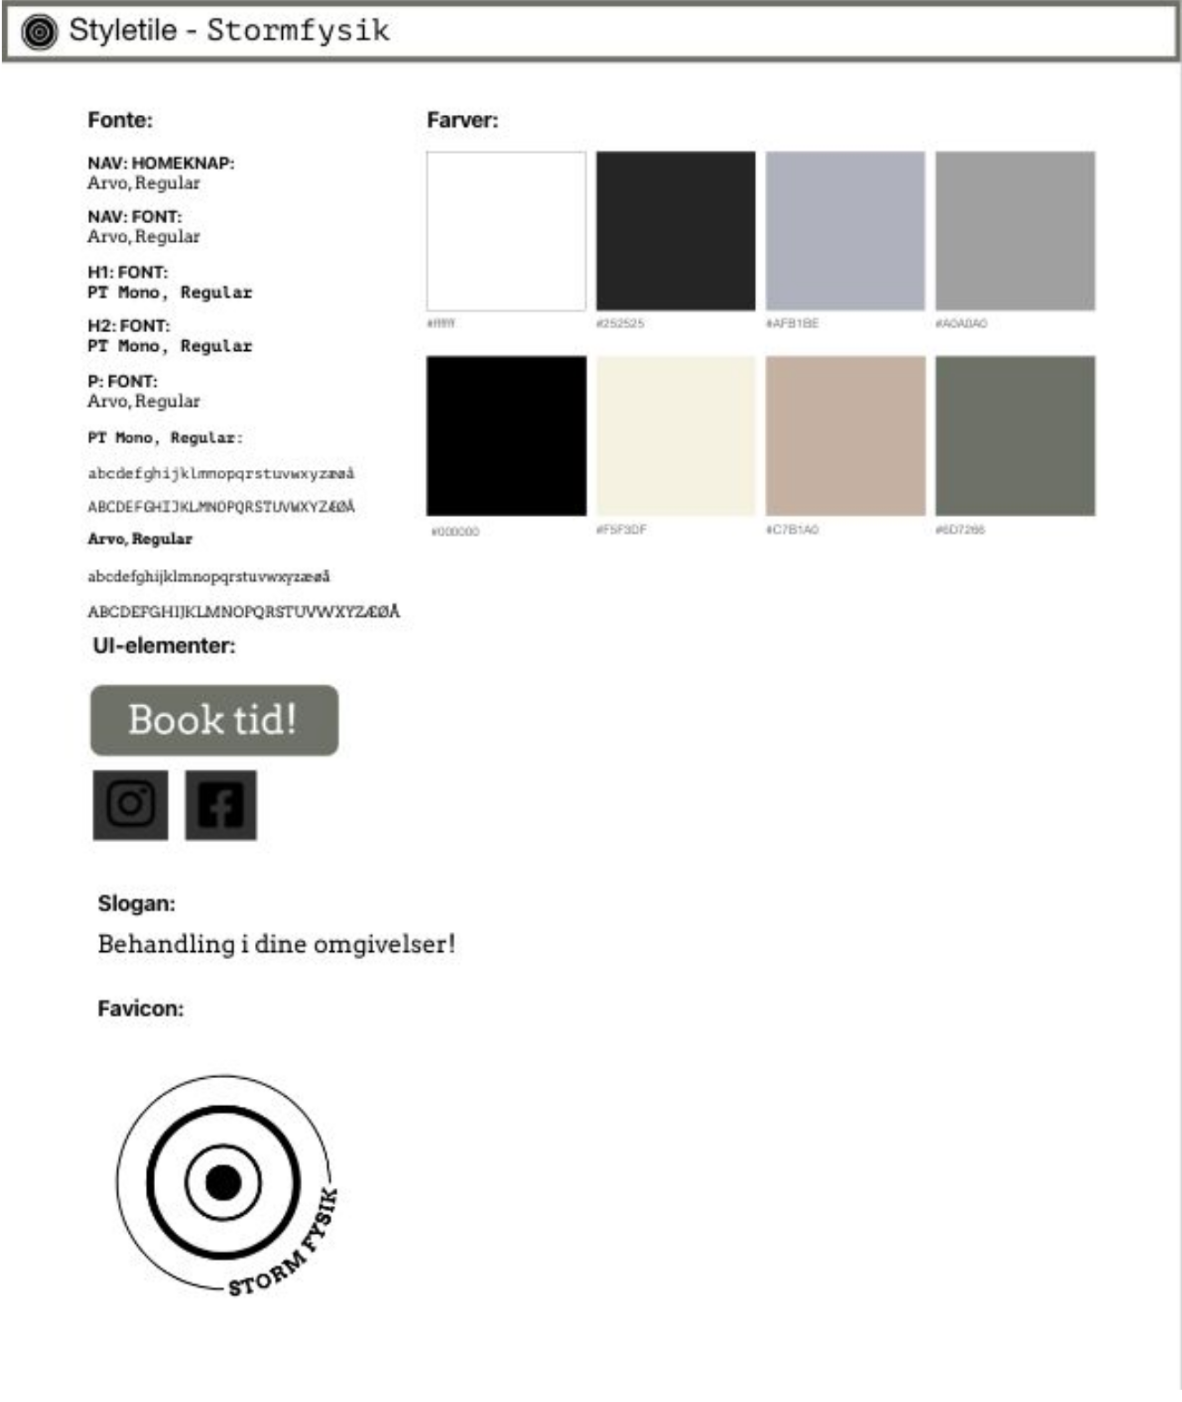 Styletile - Stormfysik
Fonte:
NAV: HOMEKNAP:
Arvo, Regular
NAV: FONT:
Arvo, Regular
H1: FONT:
PT Mono, Regular
H2: FONT:
PT Mono, Regular
P: FONT:
Arvo, Regular
PT Mono, Regular:
abcdefghijklmnopqrstuvwxyzæøå
ABCDEFGHIJKLMNOPQRSTUVWXYZÆØÅ
Arvo, Regular
abcdefghijklmnopqrstuvwxyzæøå
ABCDEFGHIJKLMNOPQRSTUVWXYZÆØÅ
Farver:
#ffffff
#252525
#AFB1BE
#A0A0A0
#000000
#F5F3DF
#C7B1A0
#6D7266
UI-elementer:
Book tid!
Slogan:
Behandling i dine omgivelser!
Favicon:
STORM FYSIK